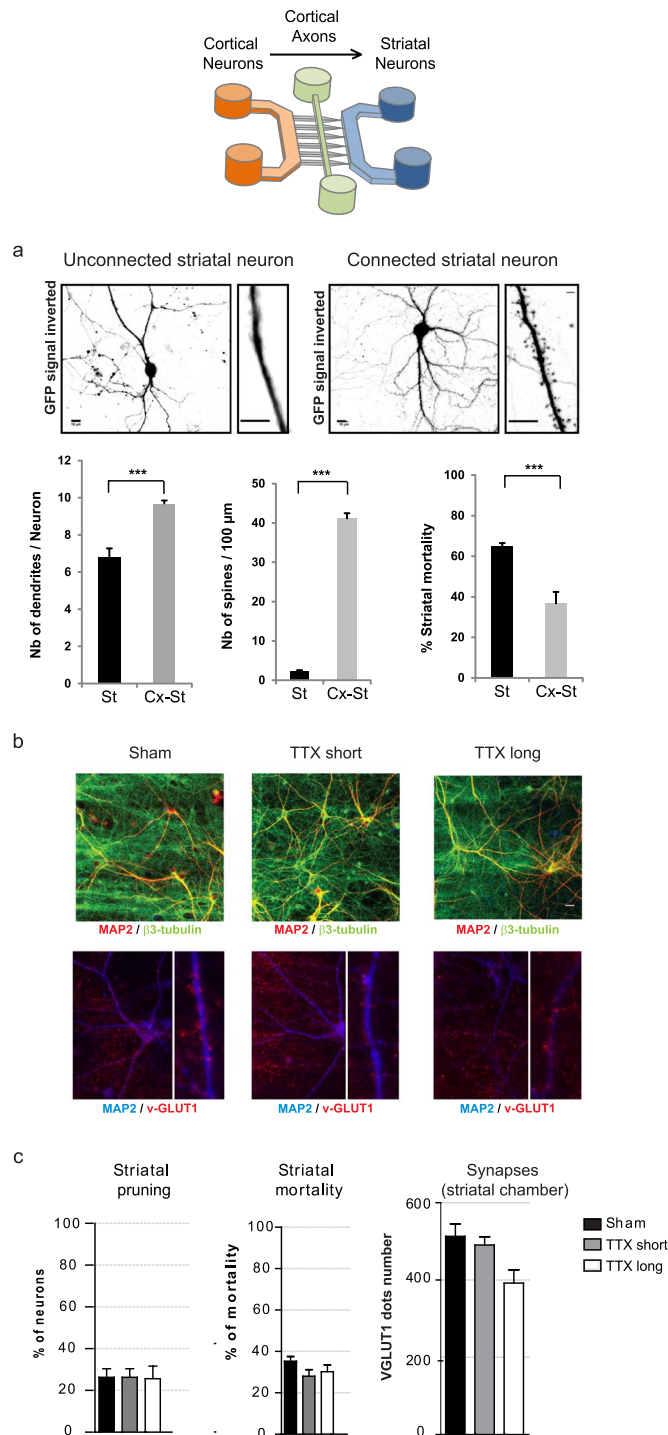 Cortical
Axons
Cortical
Neurons
Striatal
Neurons
a
Unconnected striatal neuron
Connected striatal neuron
GFP signal inverted
10 µm
GFP signal inverted
10 µm
Nb of dendrites / Neuron
12
10
8
6
4
2
0
***
St
Cx-St
Nb of spines / 100 µm
50
40
30
20
10
0
***
St
Cx-St
% Striatal mortality
100
80
60
40
20
0
***
St
Cx-St
b
Sham
TTX short
TTX long
MAP2 / β3-tubulin
MAP2 / β3-tubulin
MAP2 / β3-tubulin
MAP2 / v-GLUT1
MAP2 / v-GLUT1
MAP2 / v-GLUT1
c
Striatal
pruning
% of neurons
100
80
60
40
20
0
Striatal
mortality
% of mortality
100
80
60
40
20
0
Synapses
(striatal chamber)
VGLUT1 dots number
600
400
200
0
Sham
TTX short
TTX long